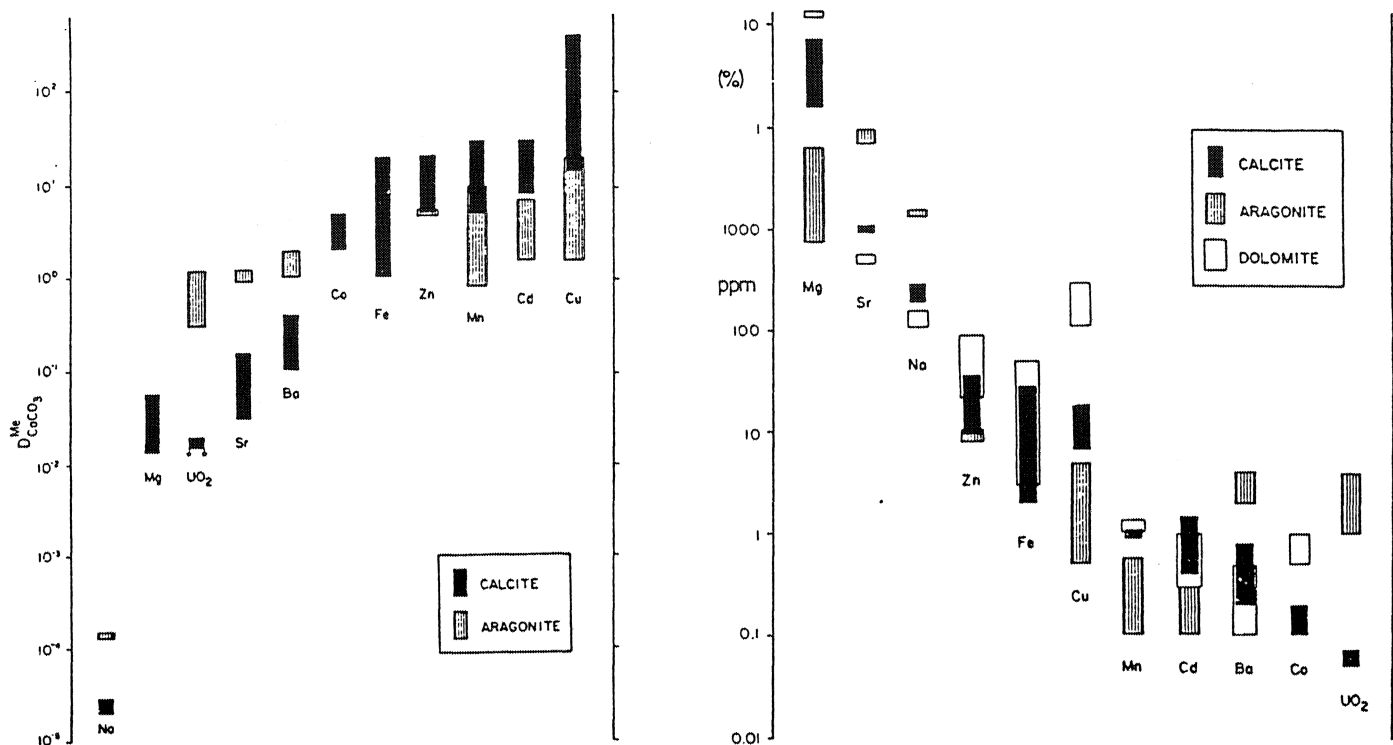 10²
10¹
10⁰
10⁻¹
10⁻²
10⁻³
10⁻⁴
10⁻⁵
D^Me_CaCO₃
Na
Mg
UO₂
Sr
Ba
Co
Fe
Zn
Mn
Cd
Cu
CALCITE
ARAGONITE
10
(%)
1
1000
ppm
100
10
1
0.1
0.01
Mg
Sr
Na
Zn
Fe
Cu
Mn
Cd
Ba
Co
UO₂
CALCITE
ARAGONITE
DOLOMITE